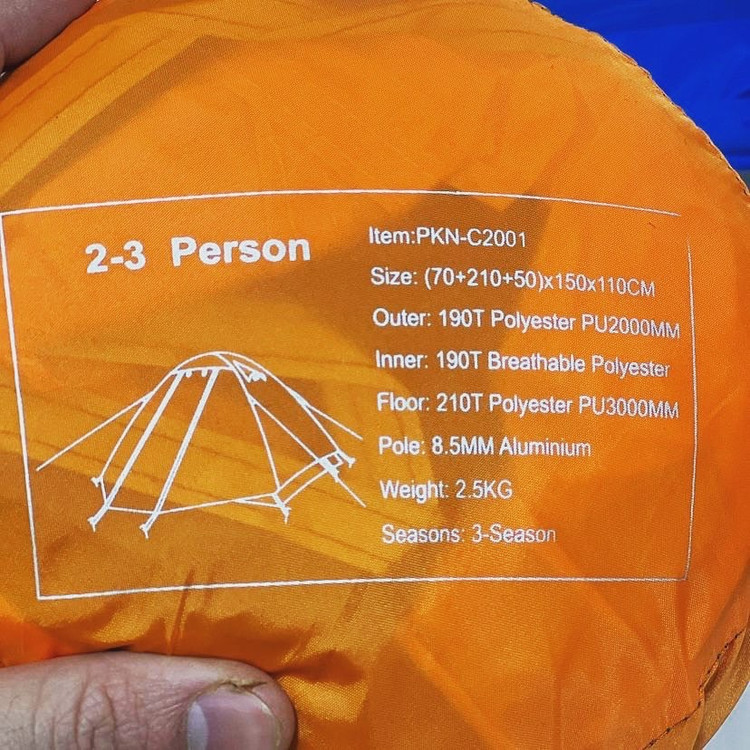 2-3 Person
Item:PKN-C2001
Size: (70+210+50)x150x110CM
Outer: 190T Polyester PU2000MM
Inner: 190T Breathable Polyester
Floor: 210T Polyester PU3000MM
Pole: 8.5MM Aluminium
Weight: 2.5KG
Seasons: 3-Season